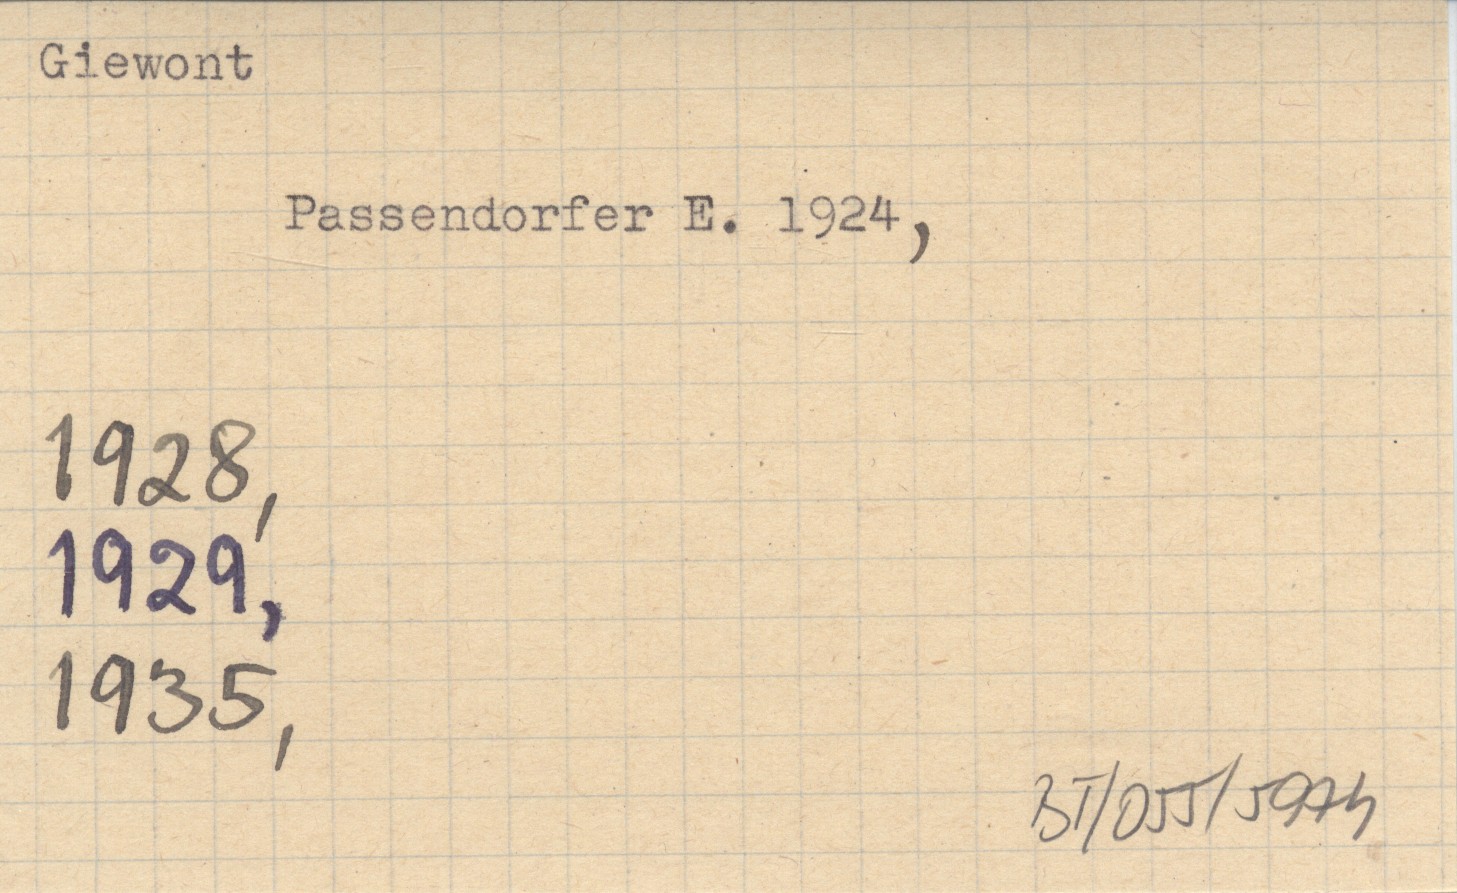 Giewont
Passendorfer E. 1924,
1928,
1929,
1935,
BT/055/5974